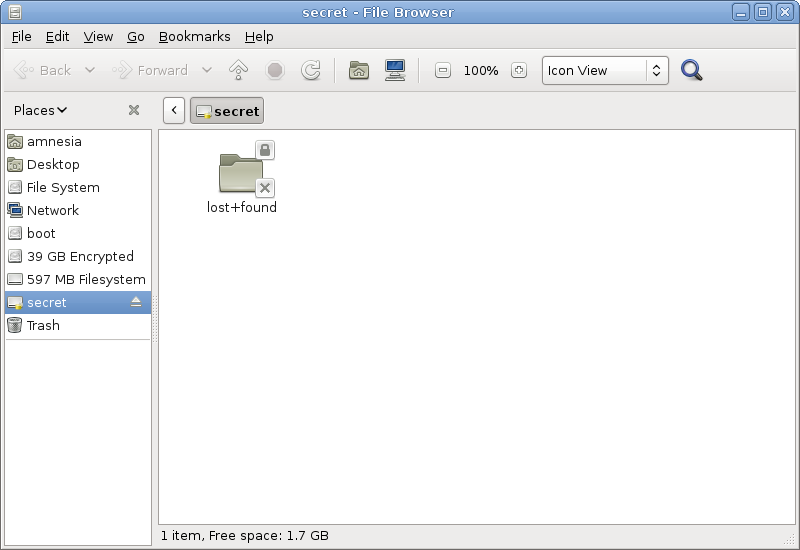 secret - File Browser
File Edit View Go Bookmarks Help
Back Forward 100% Icon View
Places
secret
amnesia
Desktop
File System
Network
boot
39 GB Encrypted
597 MB Filesystem
secret
Trash
lost+found
1 item, Free space: 1.7 GB